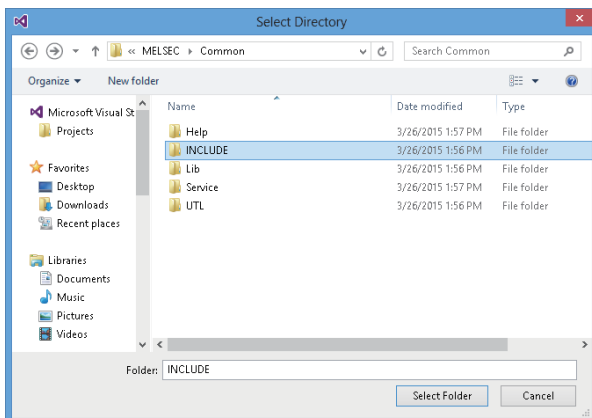 Select Directory
« MELSEC Common
Search Common
Organize New folder
Microsoft Visual St
Projects
Favorites
Desktop
Downloads
Recent places
Libraries
Documents
Music
Pictures
Videos
Name Date modified Type
Help 3/26/2015 1:57 PM File folder
INCLUDE 3/26/2015 1:56 PM File folder
Lib 3/26/2015 1:56 PM File folder
Service 3/26/2015 1:57 PM File folder
UTL 3/26/2015 1:56 PM File folder
Folder: INCLUDE
Select Folder Cancel